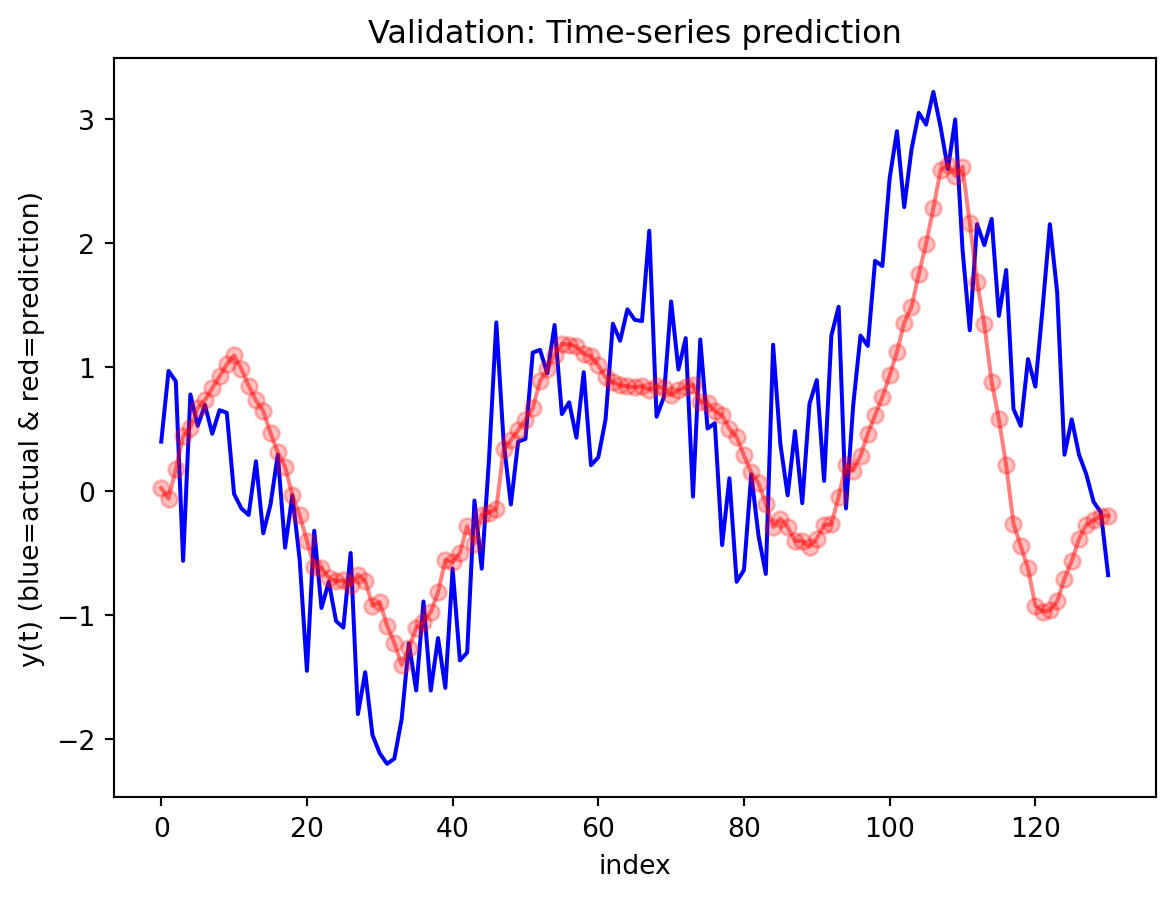 Validation: Time-series prediction
y(t) (blue=actual & red=prediction)
3
2
1
0
−1
−2
0 20 40 60 80 100 120
index